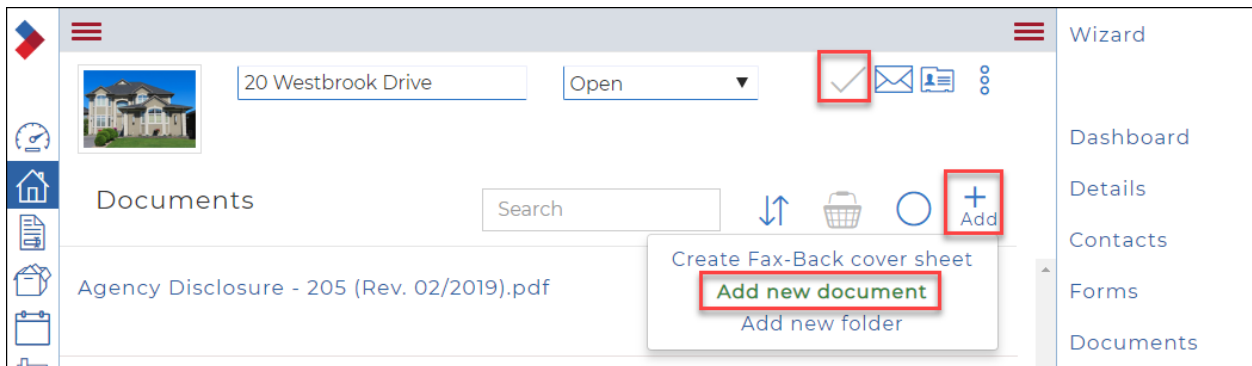 Wizard
20 Westbrook Drive
Open
Dashboard
Documents
Search
Add
Details
Contacts
Create Fax-Back cover sheet
Agency Disclosure - 205 (Rev. 02/2019).pdf
Add new document
Add new folder
Forms
Documents